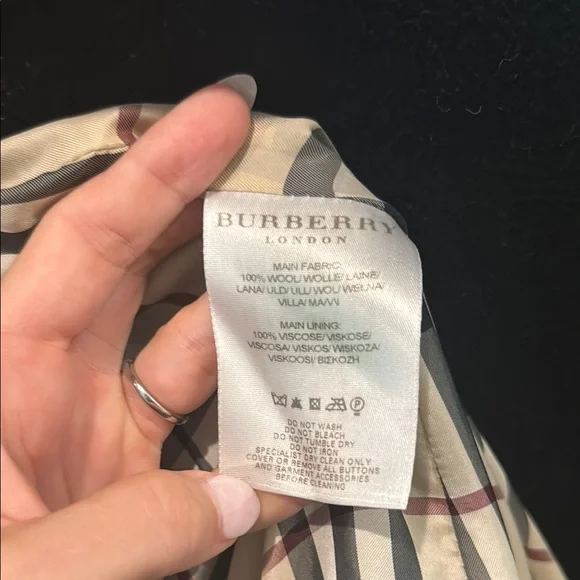 BURBERRY
LONDON
MAIN FABRIC:
100% WOOL/ WOLLE/ LAINE/
LANA/ ULD/ ULL/ WOL/ WEŁNA/
VILLA/ MAΛΛΙ
MAIN LINING:
100% VISCOSE/ VISKOSE/
VISCOSA/ VISKOS/ WISKOZA/
VISKOOSI/ ΒΙΣΚΟΖΗ
P
DO NOT WASH
DO NOT BLEACH
DO NOT TUMBLE DRY
DO NOT IRON
SPECIALIST DRY CLEAN ONLY
COVER OR REMOVE ALL BUTTONS
AND GARMENT ACCESSORIES
BEFORE CLEANING